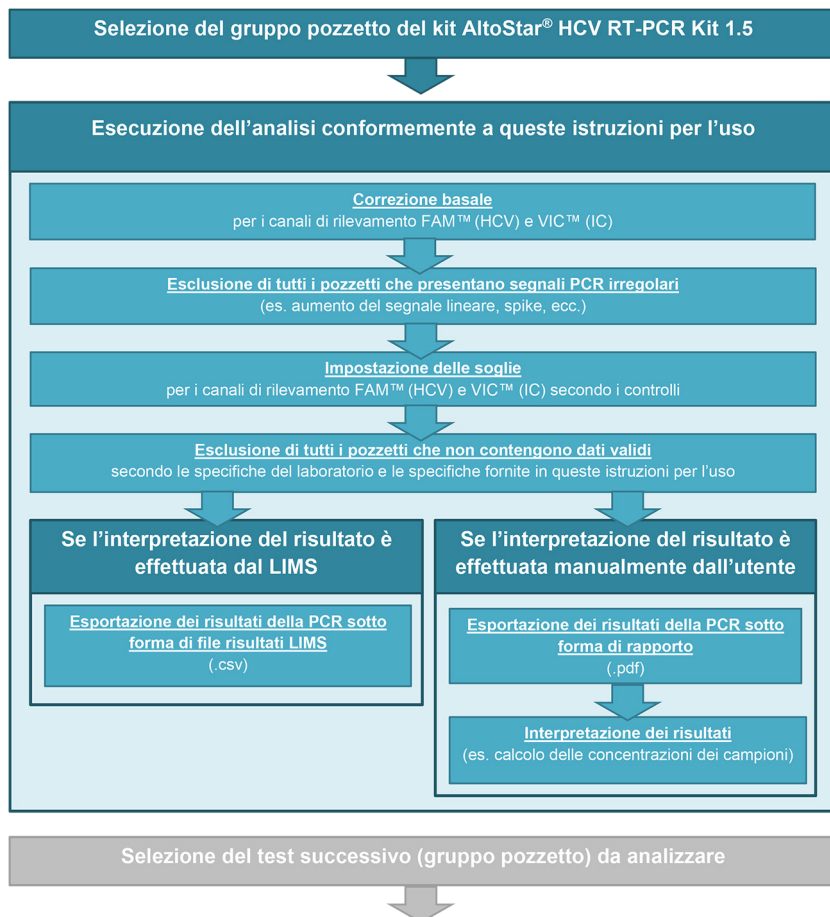 Selezione del gruppo pozzetto del kit AltoStar® HCV RT-PCR Kit 1.5
Esecuzione dell’analisi conformemente a queste istruzioni per l’uso
Correzione basale
per i canali di rilevamento FAM™ (HCV) e VIC™ (IC)
Esclusione di tutti i pozzetti che presentano segnali PCR irregolari
(es. aumento del segnale lineare, spike, ecc.)
Impostazione delle soglie
per i canali di rilevamento FAM™ (HCV) e VIC™ (IC) secondo i controlli
Esclusione di tutti i pozzetti che non contengono dati validi
secondo le specifiche del laboratorio e le specifiche fornite in queste istruzioni per l’uso
Se l’interpretazione del risultato è
effettuata dal LIMS
Esportazione dei risultati della PCR sotto
forma di file risultati LIMS
(.csv)
Se l’interpretazione del risultato è
effettuata manualmente dall’utente
Esportazione dei risultati della PCR sotto
forma di rapporto
(.pdf)
Interpretazione dei risultati
(es. calcolo delle concentrazioni dei campioni)
Selezione del test successivo (gruppo pozzetto) da analizzare